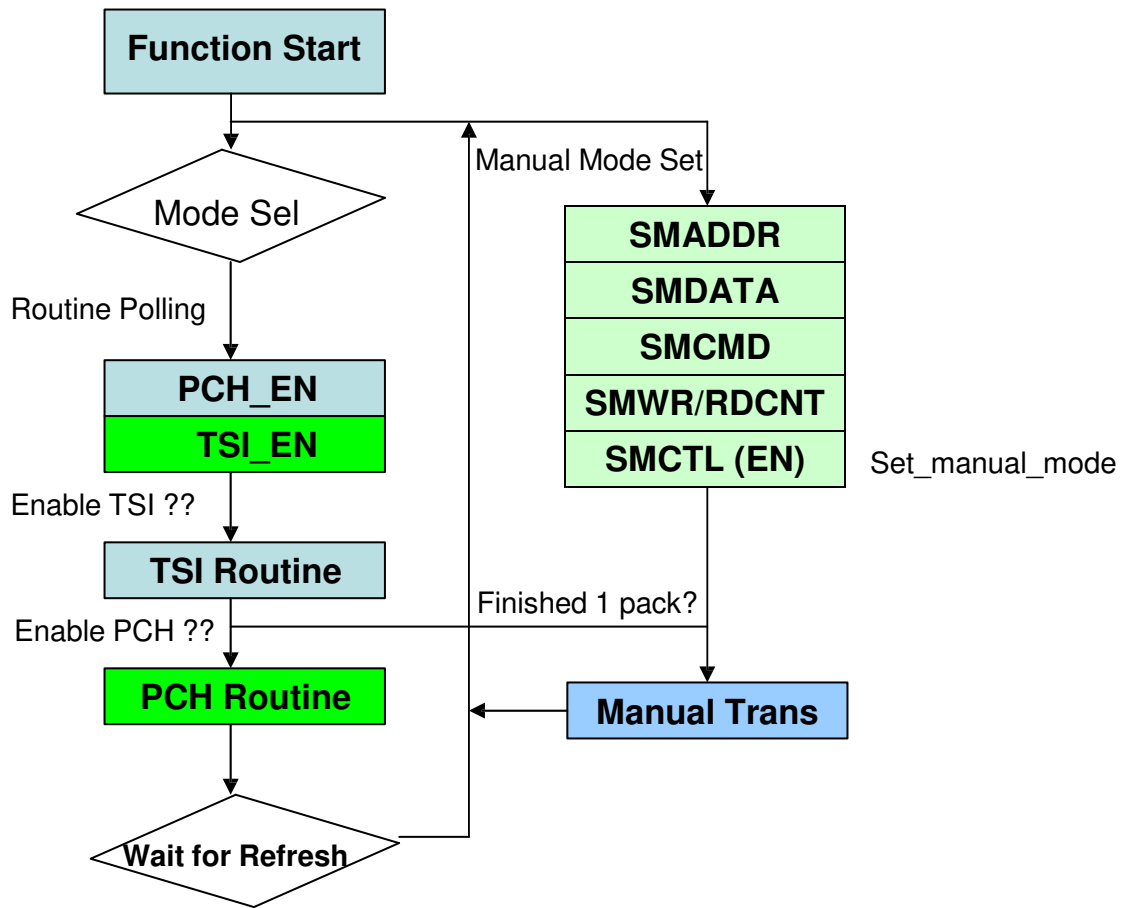 Function Start
Manual Mode Set
Mode Sel
SMADDR
SMDATA
SMCMD
SMWR/RDCNT
SMCTL (EN)
Set_manual_mode
Routine Polling
PCH_EN
TSI_EN
Enable TSI ??
TSI Routine
Finished 1 pack?
Enable PCH ??
PCH Routine
Manual Trans
Wait for Refresh